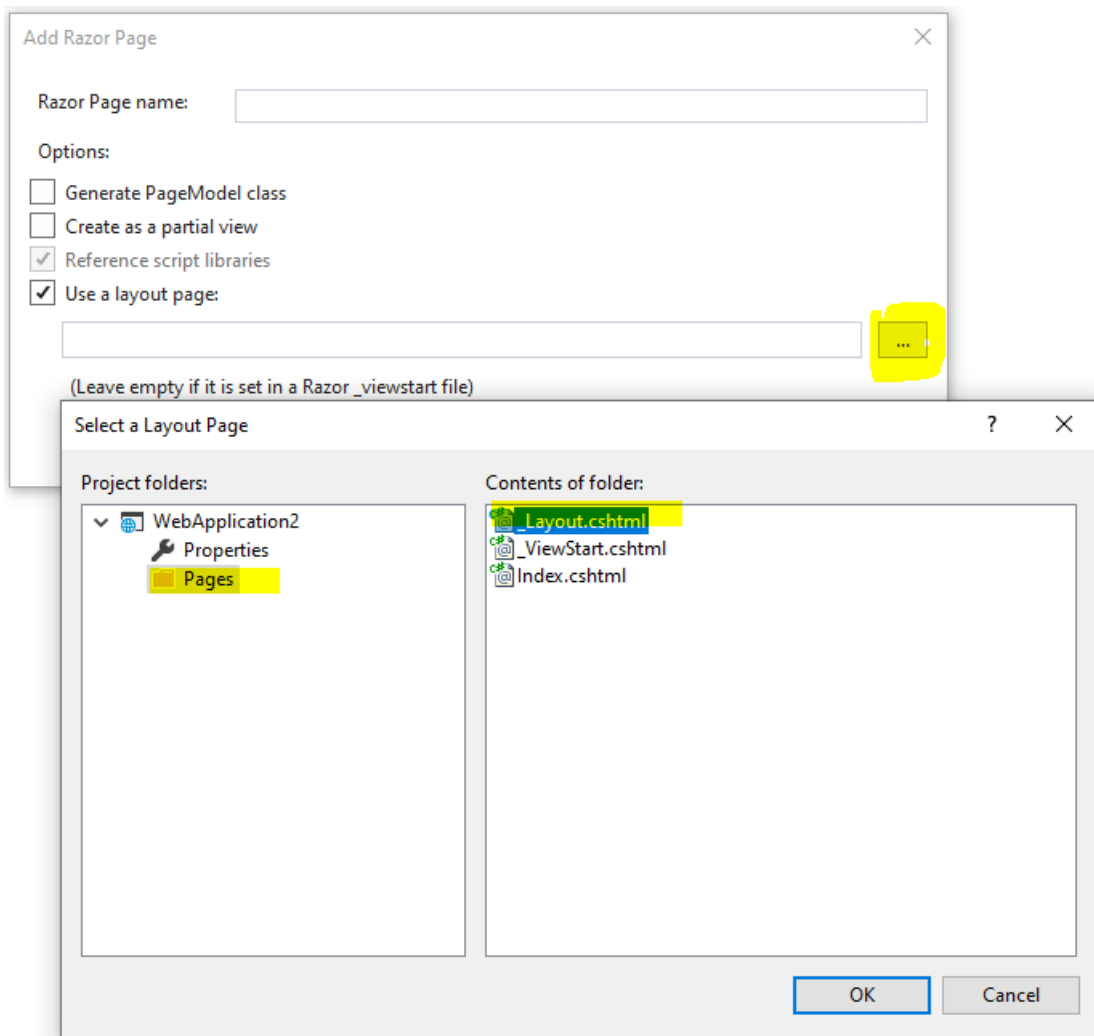 Add Razor Page
Razor Page name:
Options:
Generate PageModel class
Create as a partial view
Reference script libraries
Use a layout page:
...
(Leave empty if it is set in a Razor _viewstart file)
Select a Layout Page ?
Project folders: Contents of folder:
WebApplication2 _Layout.cshtml
Properties _ViewStart.cshtml
Pages Index.cshtml
OK Cancel